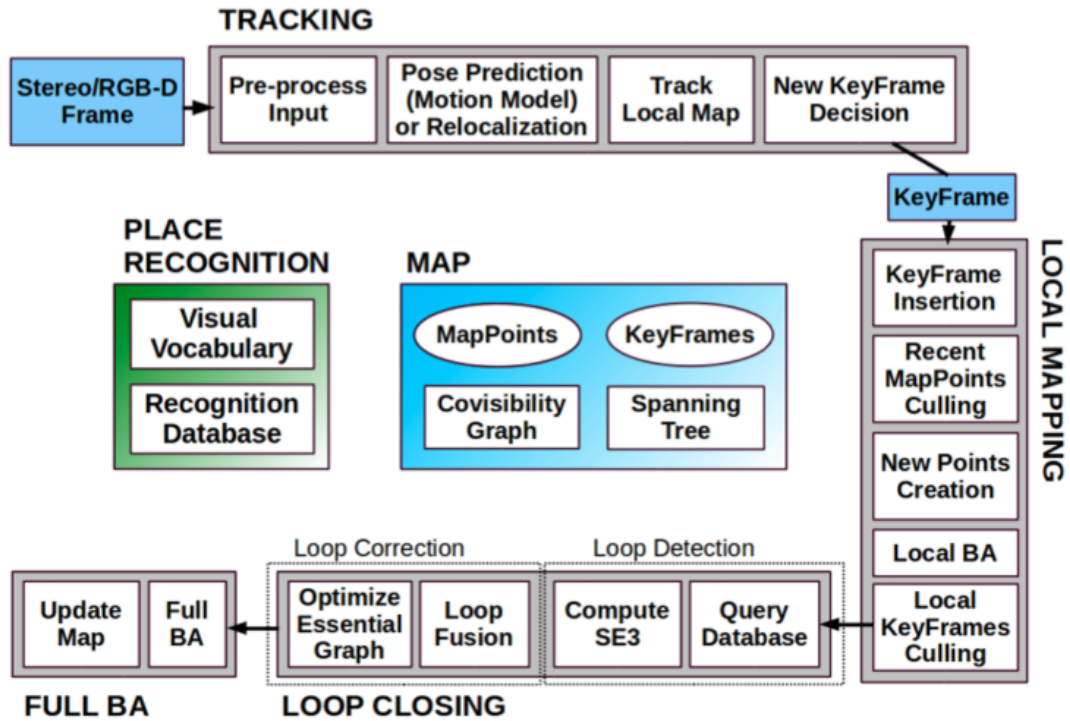 TRACKING
Stereo/RGB-D
Frame
Pre-process
Input
Pose Prediction
(Motion Model)
or Relocalization
Track
Local Map
New KeyFrame
Decision
KeyFrame
PLACE
RECOGNITION
Visual
Vocabulary
Recognition
Database
MAP
MapPoints
KeyFrames
Covisibility
Graph
Spanning
Tree
LOCAL MAPPING
KeyFrame
Insertion
Recent
MapPoints
Culling
New Points
Creation
Local BA
Local
KeyFrames
Culling
Loop Correction
Loop Detection
Optimize
Essential
Graph
Loop
Fusion
Compute
SE3
Query
Database
LOOP CLOSING
Update
Map
Full
BA
FULL BA